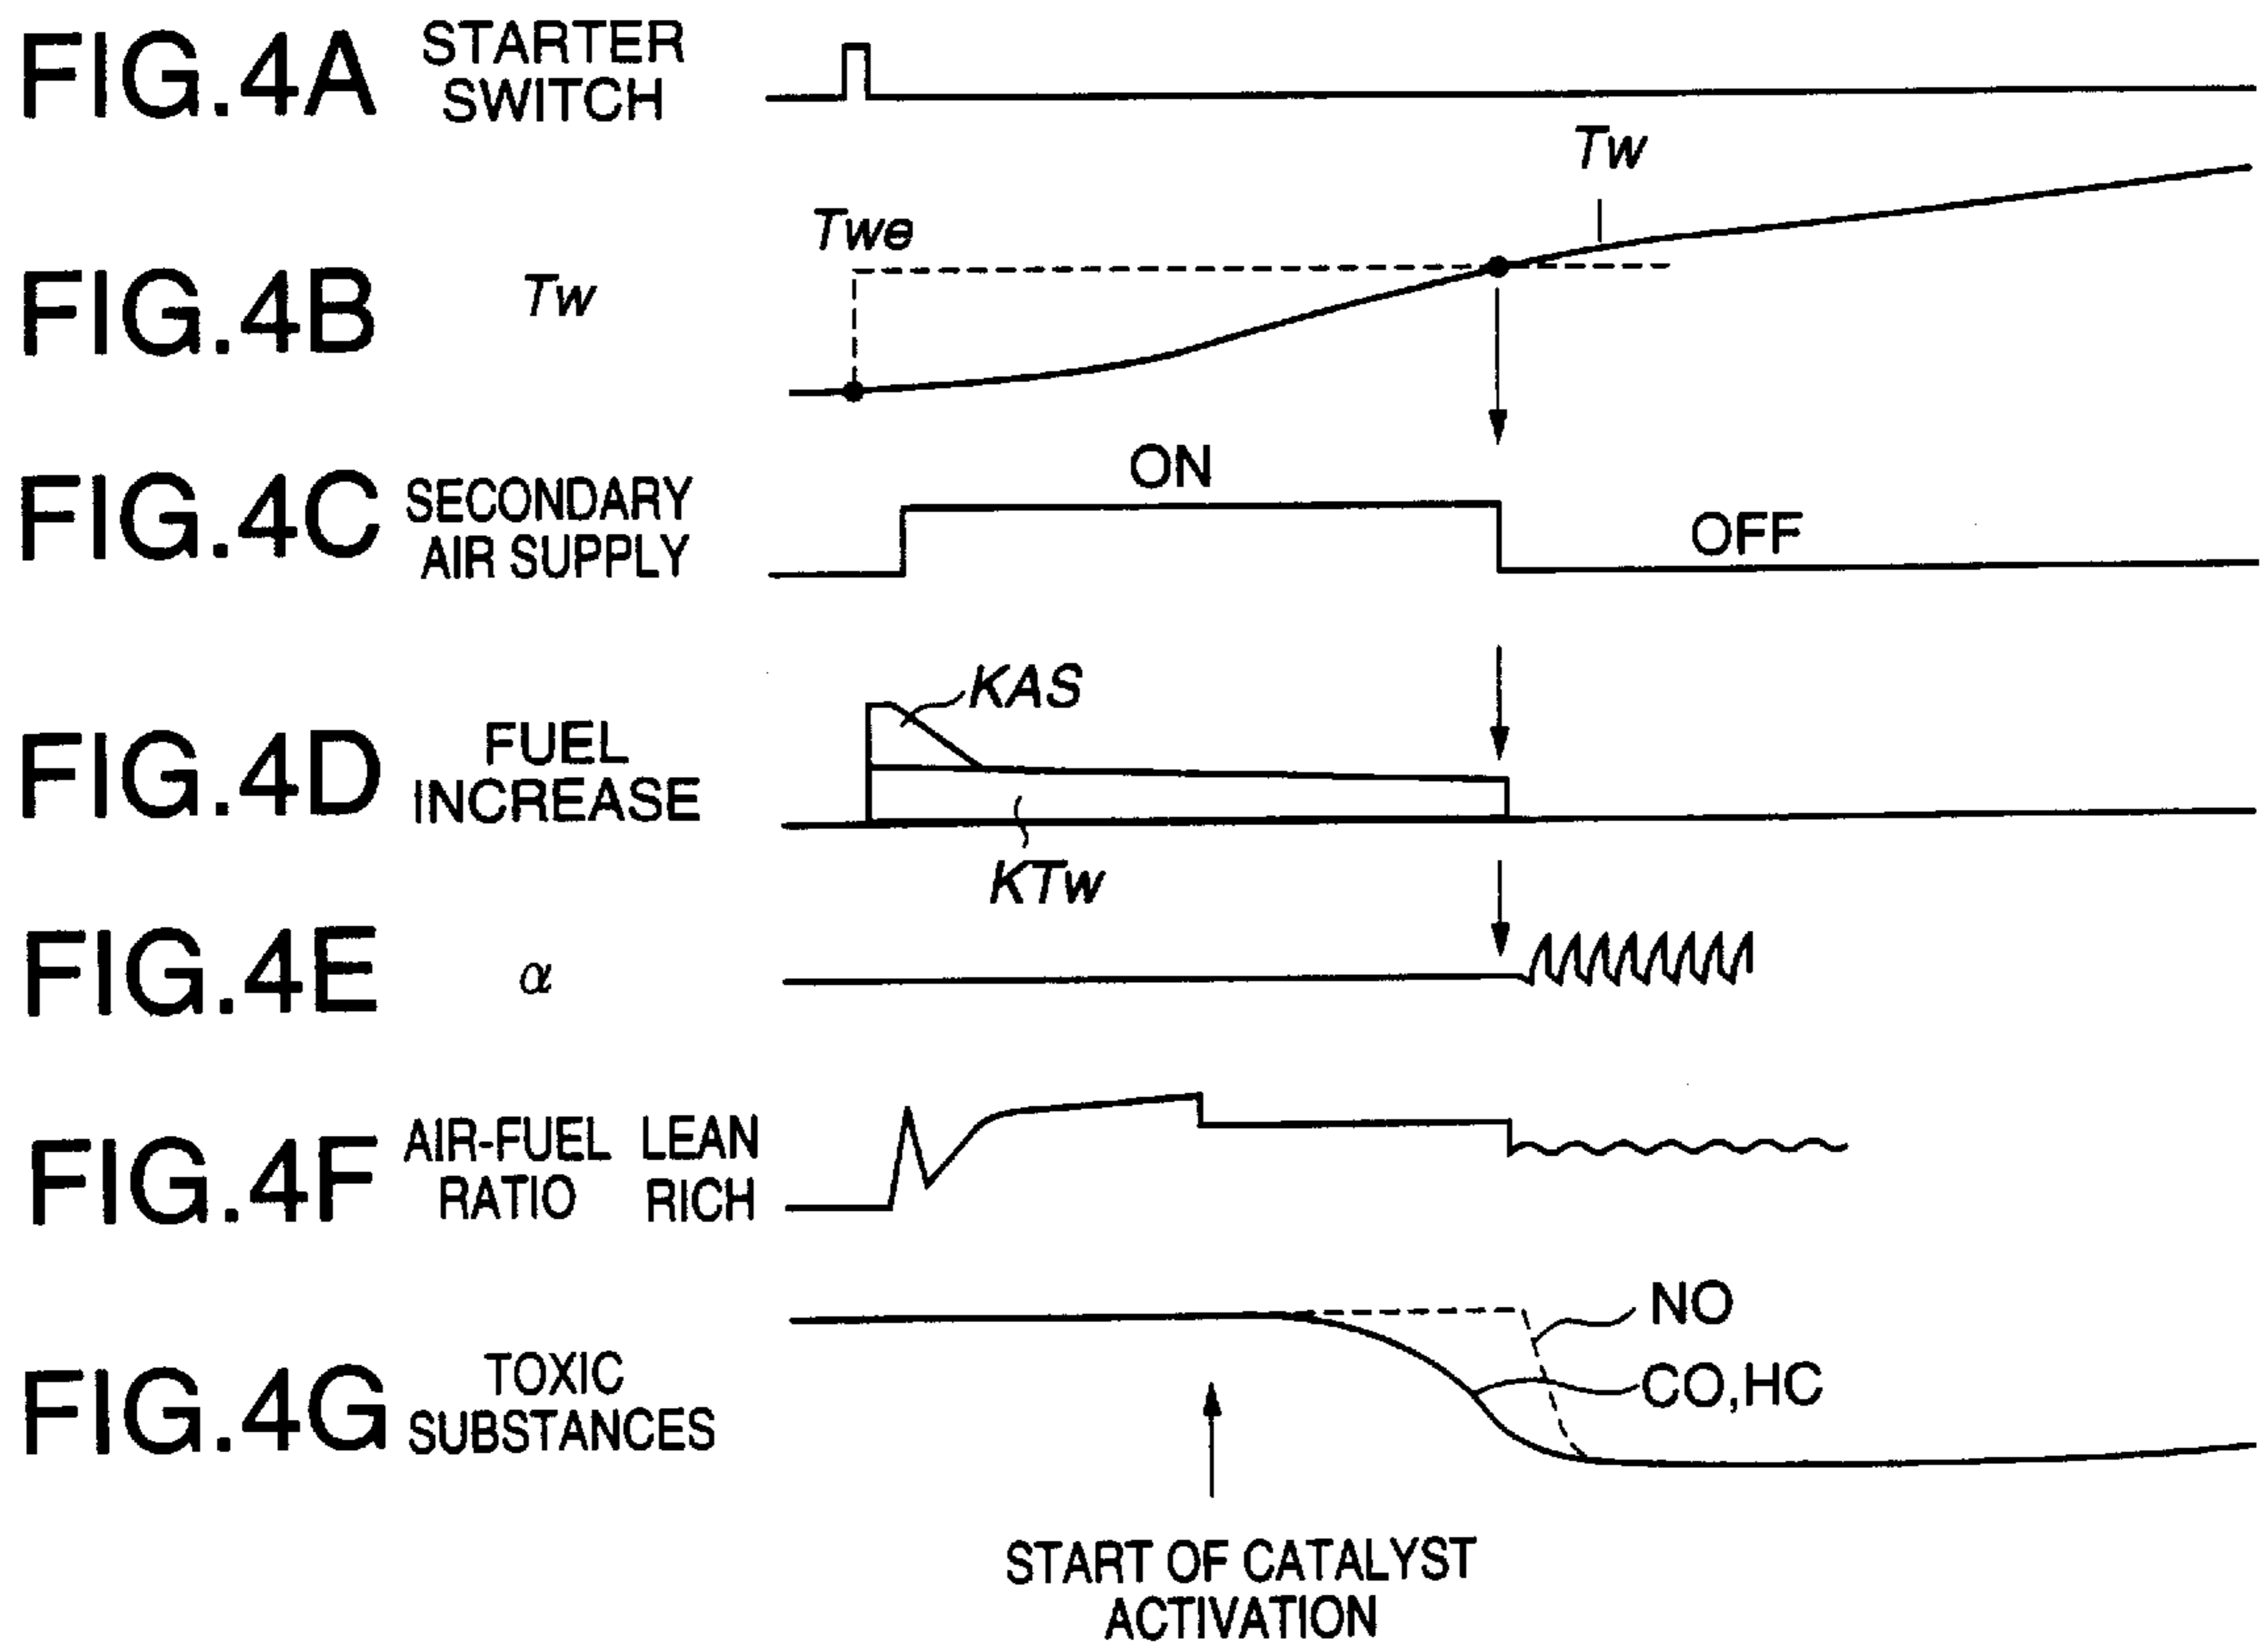 FIG.4A STARTER
SWITCH
Tw
Twe
FIG.4B Tw
ON
FIG.4C SECONDARY
AIR SUPPLY
OFF
KAS
FIG.4D FUEL
INCREASE
KTw
FIG.4E α
FIG.4F AIR-FUEL LEAN
RATIO RICH
NO
CO,HC
FIG.4G TOXIC
SUBSTANCES
START OF CATALYST
ACTIVATION